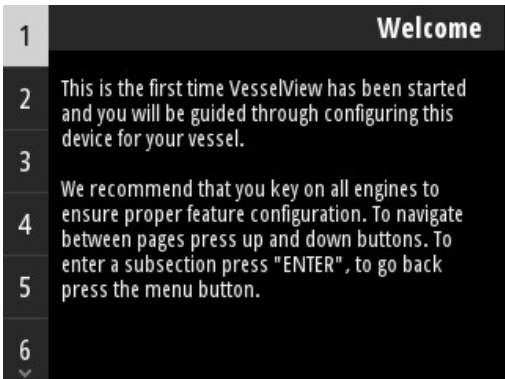 Welcome
1
2
3
4
5
6
This is the first time VesselView has been started
and you will be guided through configuring this
device for your vessel.
We recommend that you key on all engines to
ensure proper feature configuration. To navigate
between pages press up and down buttons. To
enter a subsection press "ENTER", to go back
press the menu button.